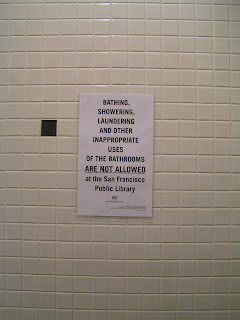 BATHING,
SHOWERING,
LAUNDERING
AND OTHER
INAPPROPRIATE
USES
OF THE BATHROOMS
ARE NOT ALLOWED
at the San Francisco
Public Library